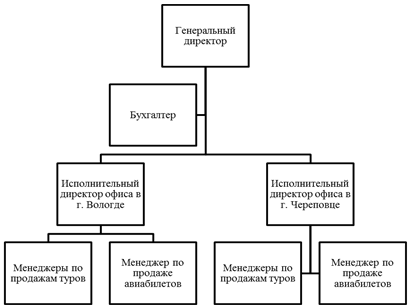 Генеральный
директор
Бухгалтер
Исполнительный
директор офиса в
г. Вологде
Исполнительный
директор офиса в
г. Череповце
Менеджеры по
продажам туров
Менеджер по
продаже
авиабилетов
Менеджеры по
продажам туров
Менеджер по
продаже
авиабилетов